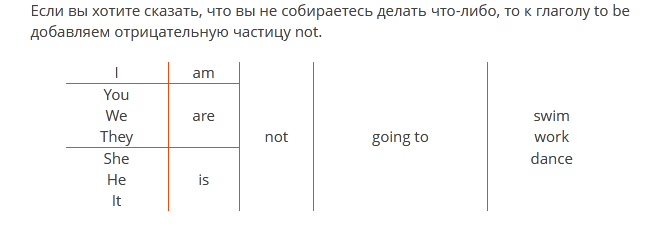 Если вы хотите сказать, что вы не собираетесь делать что-либо, то к глаголу to be
добавляем отрицательную частицу not.
I am
You
We are swim
They not going to work
She dance
He is
It